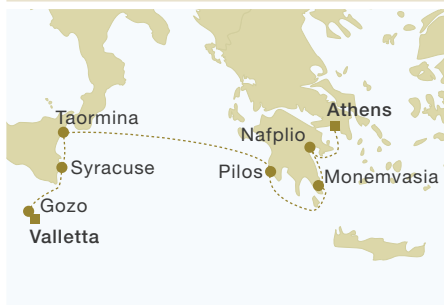 Taormina
Athens
Nafplio
Syracuse
Pilos
Monemvasia
Gozo
Valletta